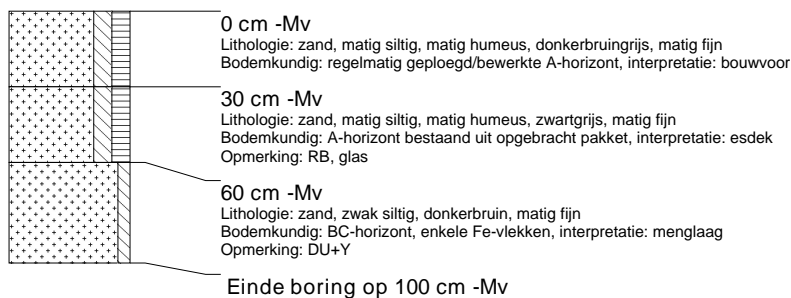 0 cm -Mv
Lithologie: zand, matig siltig, matig humeus, donkerbruingrijs, matig fijn
Bodemkundig: regelmatig geploegd/bewerkte A-horizont, interpretatie: bouwvoor
30 cm -Mv
Lithologie: zand, matig siltig, matig humeus, zwartgrijs, matig fijn
Bodemkundig: A-horizont bestaand uit opgebracht pakket, interpretatie: esdek
Opmerking: RB, glas
60 cm -Mv
Lithologie: zand, zwak siltig, donkerbruin, matig fijn
Bodemkundig: BC-horizont, enkele Fe-vlekken, interpretatie: menglaag
Opmerking: DU+Y
Einde boring op 100 cm -Mv